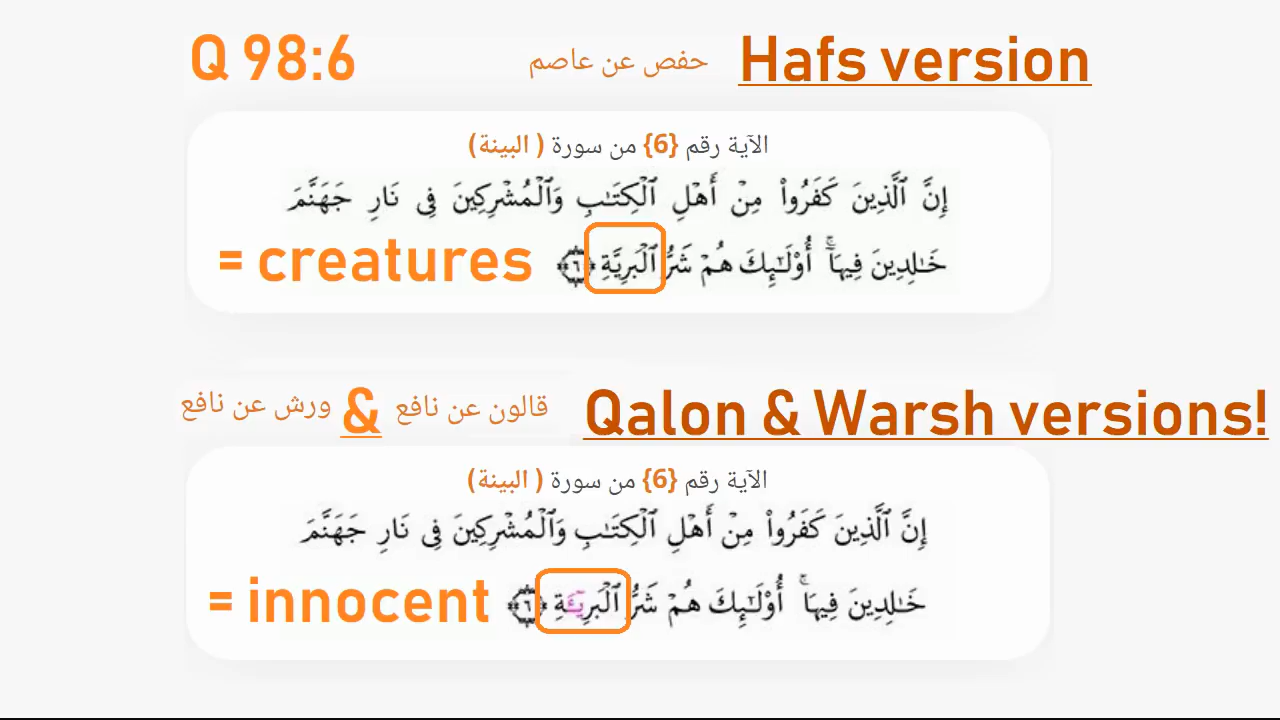 Q 98:6 حفص عن عاصم Hafs version
الآية رقم {6} من سورة ( البينة)
إِنَّ ٱلَّذِينَ كَفَرُوا۟ مِنْ أَهْلِ ٱلْكِتَـٰبِ وَٱلْمُشْرِكِينَ فِى نَارِ جَهَنَّمَ
خَـٰلِدِينَ فِيهَآ ۚ أُو۟لَـٰٓئِكَ هُمْ شَرُّ ٱلْبَرِيَّةِ ﴿٦﴾ = creatures
ورش عن نافع & قالون عن نافع Qalon & Warsh versions!
الآية رقم {6} من سورة ( البينة)
إِنَّ ٱلَّذِينَ كَفَرُوا۟ مِنْ أَهْلِ ٱلْكِتَـٰبِ وَٱلْمُشْرِكِينَ فِى نَارِ جَهَنَّمَ
خَـٰلِدِينَ فِيهَا ۚ أُو۟لَـٰٓئِكَ هُمْ شَرُّ ٱلْبَرِيٓـَٔةِ ﴿٦﴾ = innocent